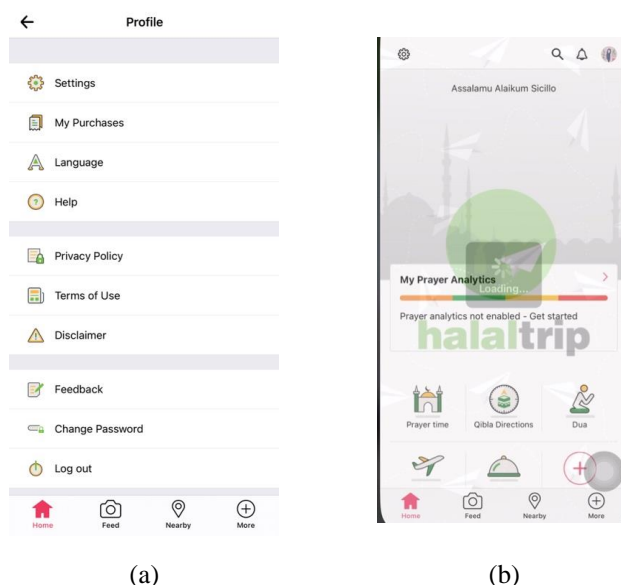 Profile
Settings
My Purchases
Language
Help
Privacy Policy
Terms of Use
Disclaimer
Feedback
Change Password
Log out
Home Feed Nearby More
(a)
Assalamu Alaikum Sicillo
My Prayer Analytics
Loading...
Prayer analytics not enabled - Get started
halaltrip
Prayer time Qibla Directions Dua
Home Feed Nearby More
(b)